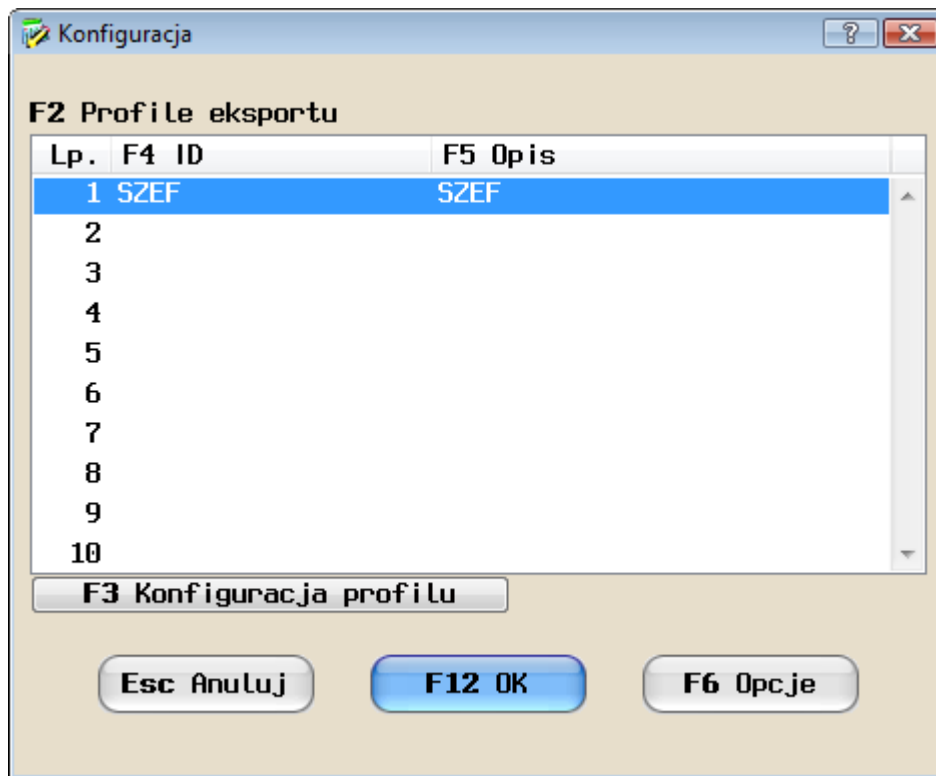 Konfiguracja
F2 Profile eksportu
Lp. F4 ID F5 Opis
1 SZEF SZEF
2
3
4
5
6
7
8
9
10
F3 Konfiguracja profilu
Esc Anuluj F12 OK F6 Opcje